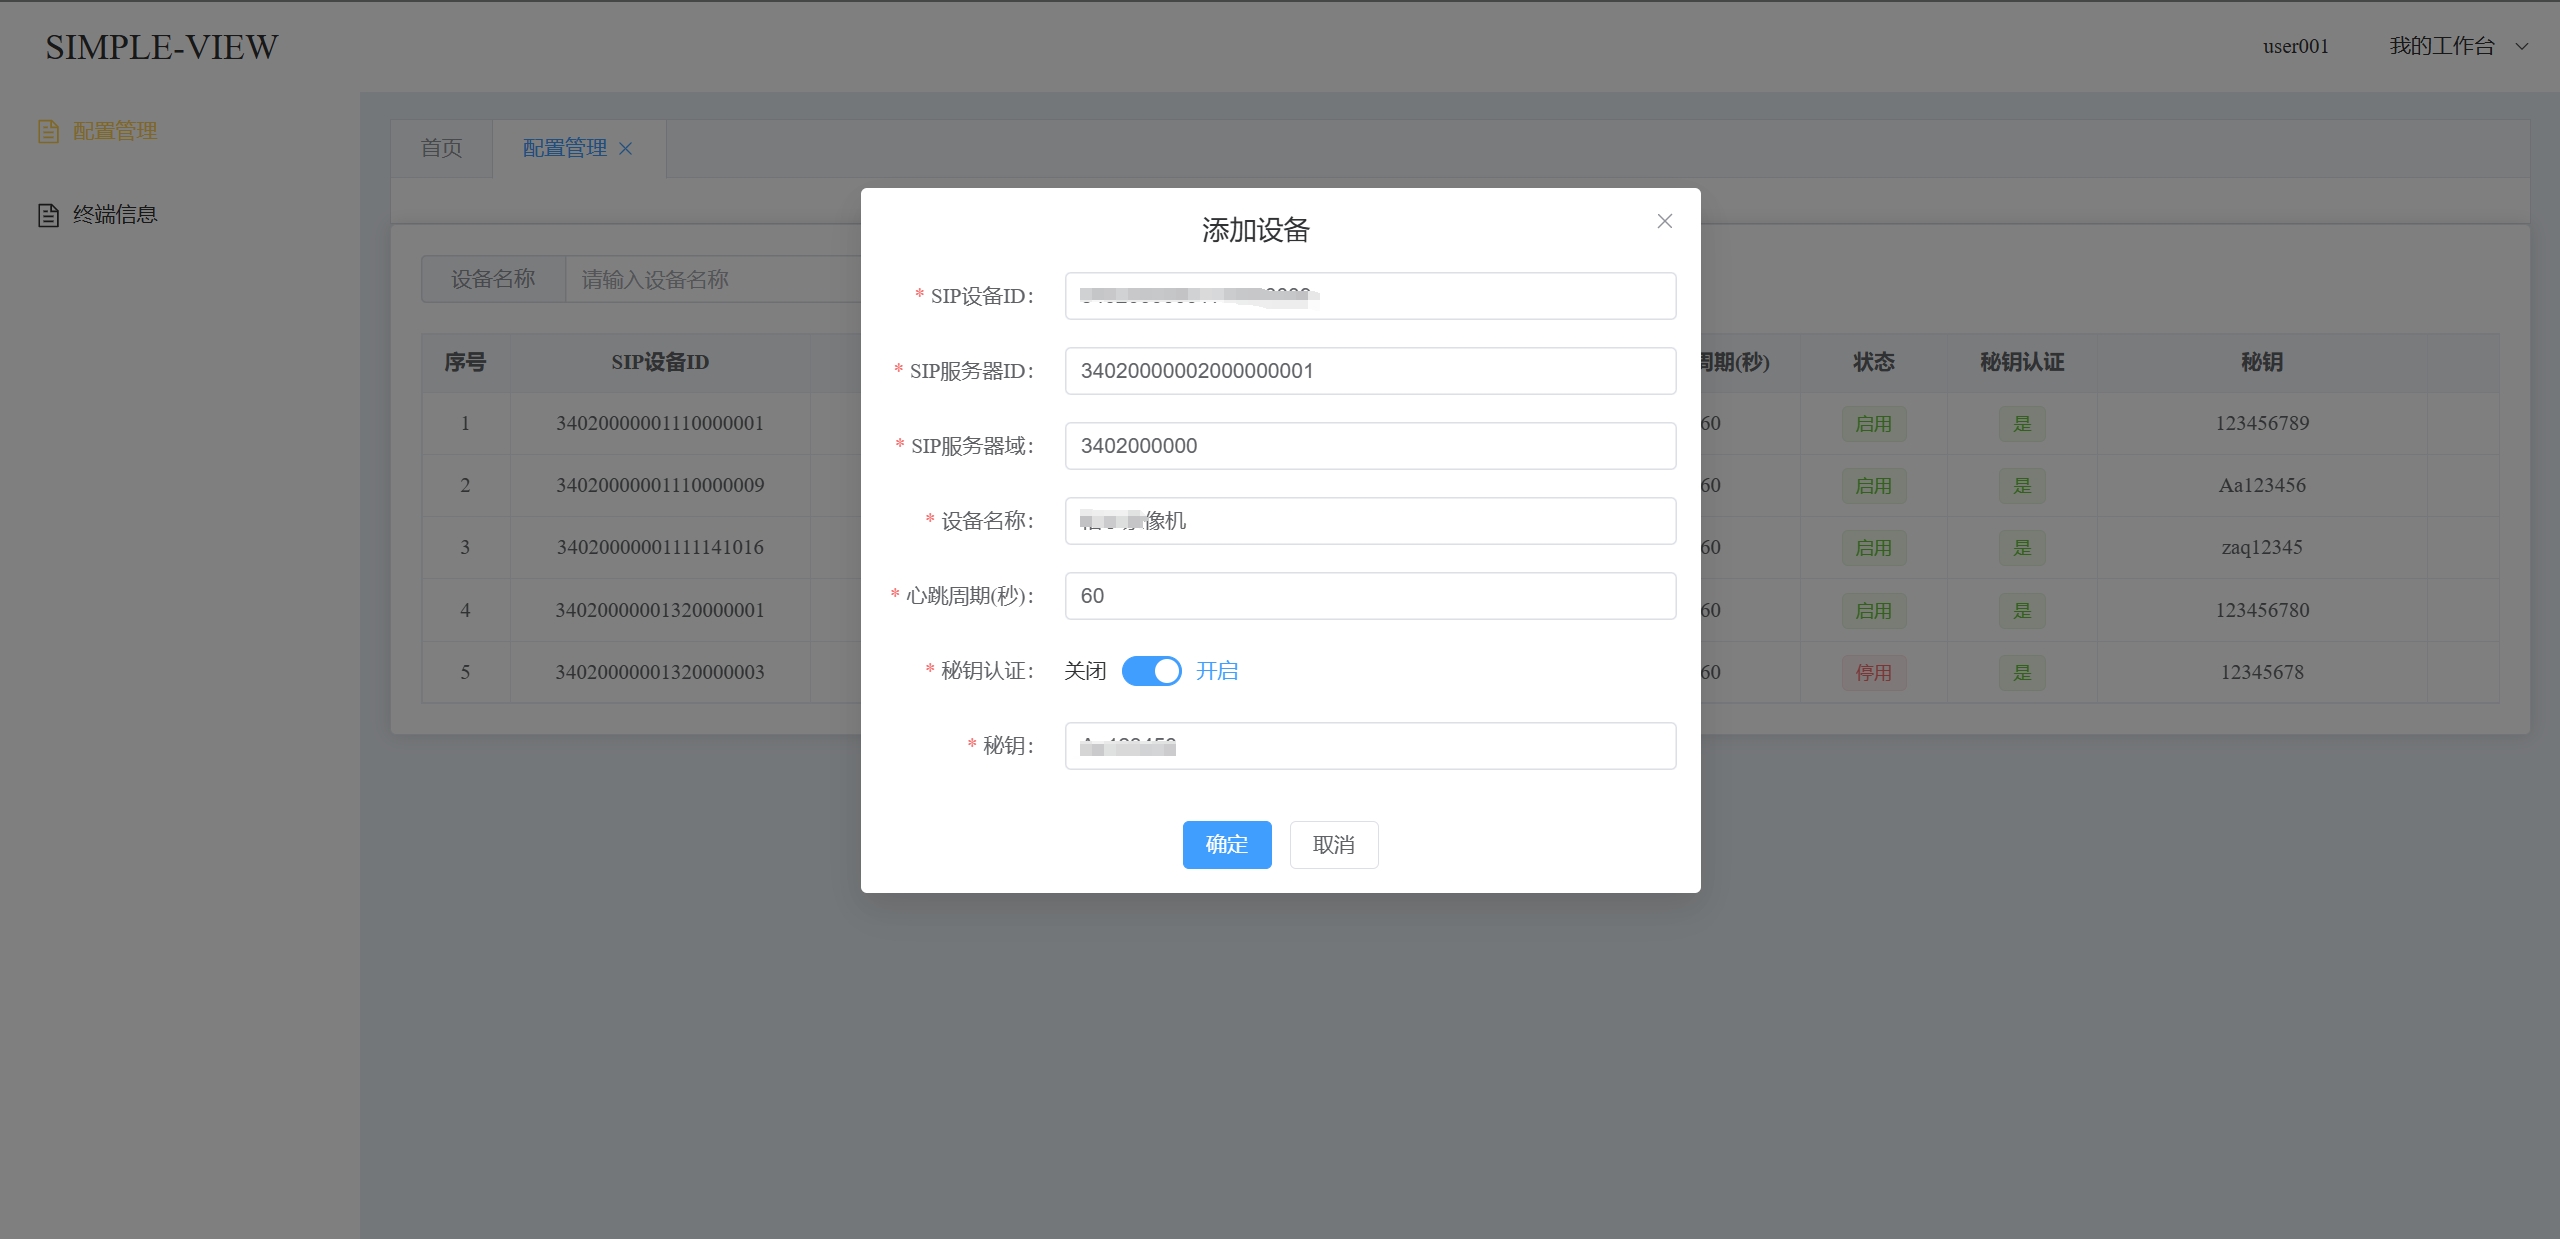 SIMPLE-VIEW
user001 我的工作台
配置管理
终端信息
首页 配置管理
设备名称 请输入设备名称
序号 SIP设备ID 周期(秒) 状态 秘钥认证 秘钥
1 34020000001110000001 60 启用 是 123456789
2 34020000001110000009 60 启用 是 Aa123456
3 34020000001111141016 60 启用 是 zaq12345
4 34020000001320000001 60 启用 是 123456780
5 34020000001320000003 60 停用 是 12345678
添加设备
* SIP设备ID：
* SIP服务器ID： 34020000002000000001
* SIP服务器域： 3402000000
* 设备名称： 像机
* 心跳周期(秒)： 60
* 秘钥认证： 关闭 开启
* 秘钥：
确定 取消